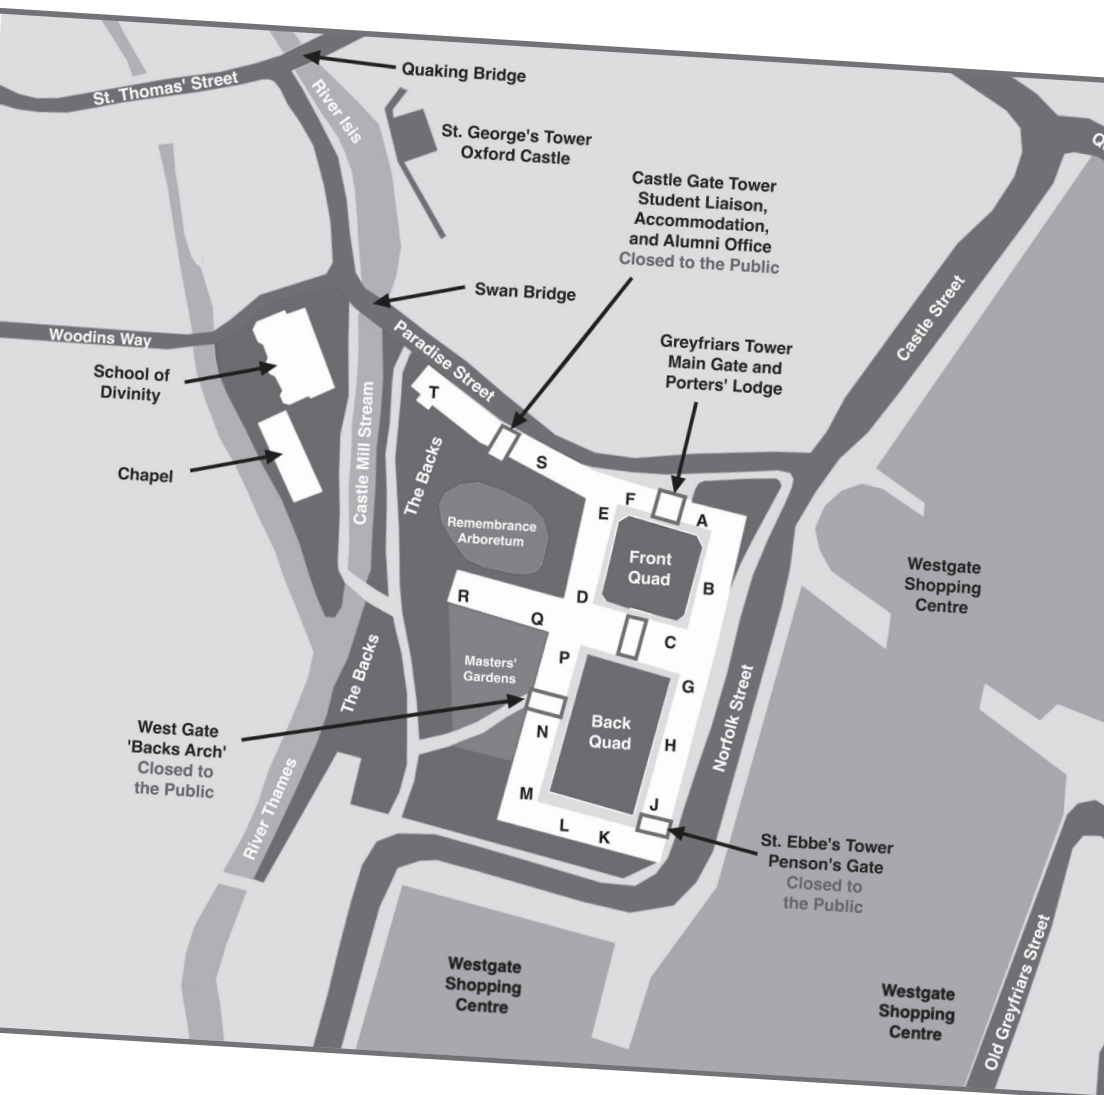 Quaking Bridge
St. Thomas' Street
River Isis
St. George's Tower
Oxford Castle
Castle Gate Tower
Student Liaison,
Accommodation,
and Alumni Office
Closed to the Public
Swan Bridge
Castle Street
Woodins Way
Paradise Street
Greyfriars Tower
Main Gate and
Porters' Lodge
School of
Divinity
T
Castle Mill Stream
The Backs
S
Chapel
F
E
A
Remembrance
Arboretum
Front
Quad
Westgate
Shopping
Centre
B
R
D
Q
C
P
Masters'
Gardens
The Backs
G
Norfolk Street
West Gate
'Backs Arch'
Closed to
the Public
N
Back
Quad
H
River Thames
M
J
L
K
St. Ebbe's Tower
Penson's Gate
Closed to
the Public
Westgate
Shopping
Centre
Westgate
Shopping
Centre
Old Greyfriars Street